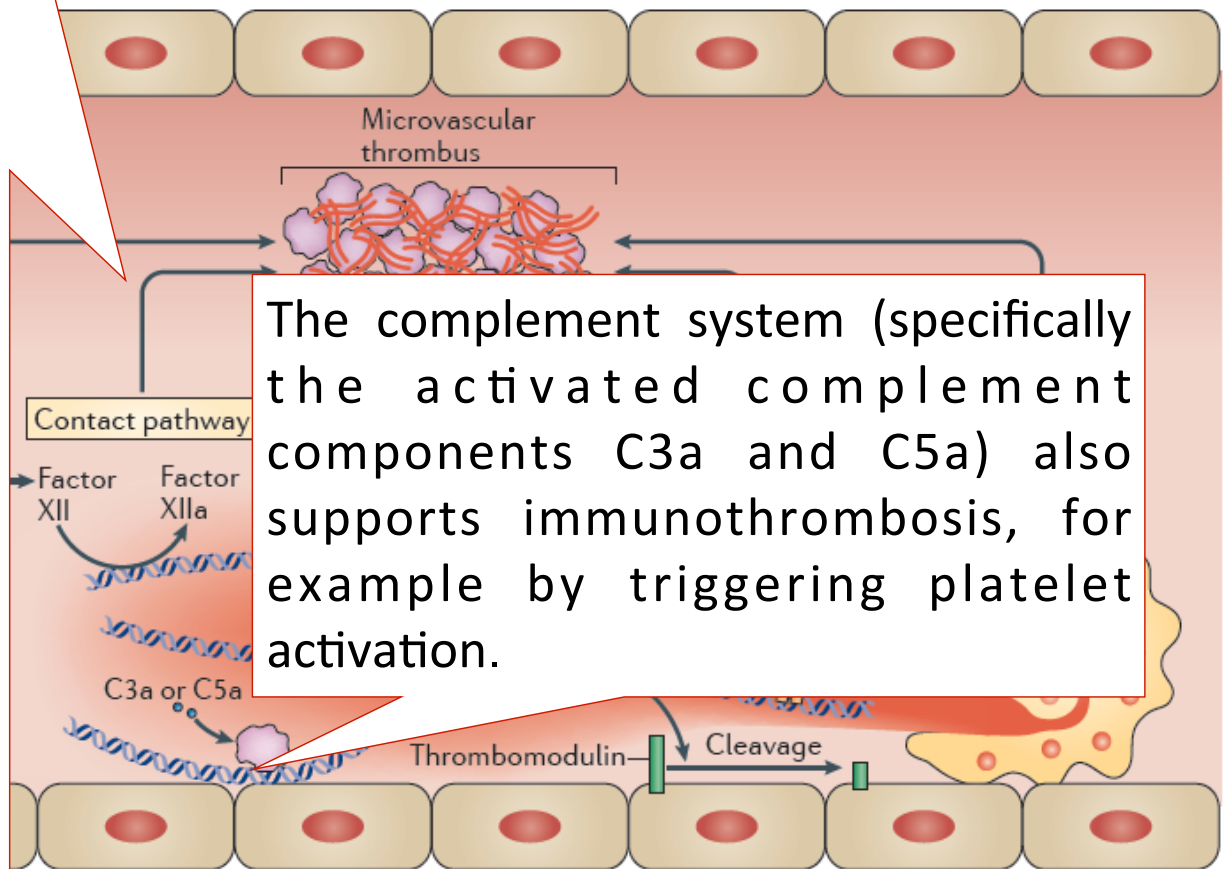 Microvascular
thrombus
The complement system (specifically
the activated complement
components C3a and C5a) also
supports immunothrombosis, for
example by triggering platelet
activation.
Contact pathway
Factor
XII
Factor
XIIa
C3a or C5a
Thrombomodulin
Cleavage